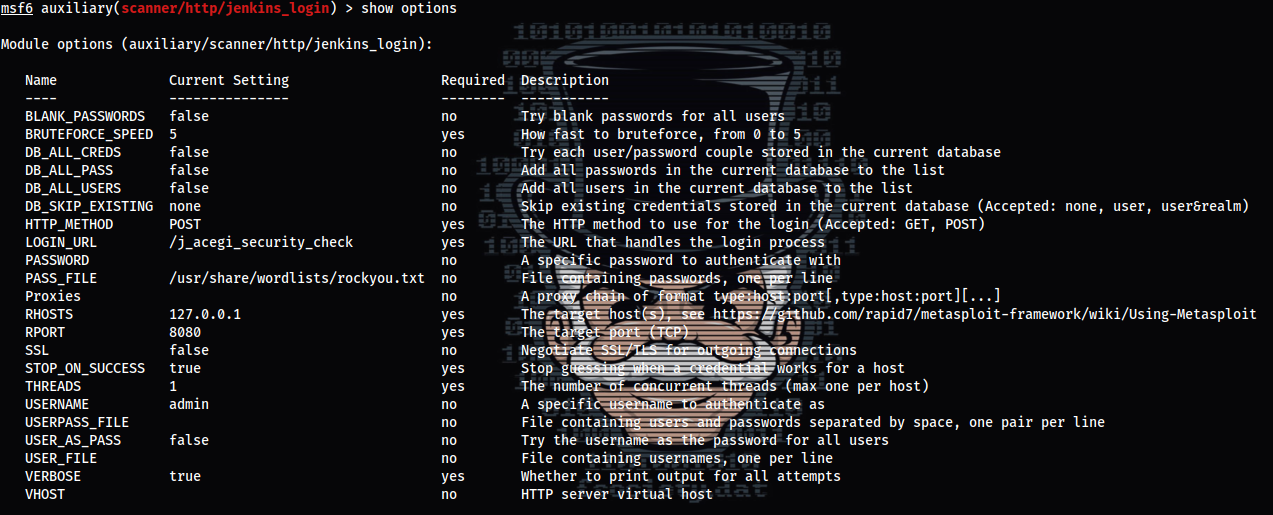 msf6 auxiliary(scanner/http/jenkins_login) > show options
Module options (auxiliary/scanner/http/jenkins_login):
Name Current Setting Required Description
---- --------------- -------- -----------
BLANK_PASSWORDS false no Try blank passwords for all users
BRUTEFORCE_SPEED 5 yes How fast to bruteforce, from 0 to 5
DB_ALL_CREDS false no Try each user/password couple stored in the current database
DB_ALL_PASS false no Add all passwords in the current database to the list
DB_ALL_USERS false no Add all users in the current database to the list
DB_SKIP_EXISTING none no Skip existing credentials stored in the current database (Accepted: none, user, user&realm)
HTTP_METHOD POST yes The HTTP method to use for the login (Accepted: GET, POST)
LOGIN_URL /j_acegi_security_check yes The URL that handles the login process
PASSWORD no A specific password to authenticate with
PASS_FILE /usr/share/wordlists/rockyou.txt no File containing passwords, one per line
Proxies no A proxy chain of format type:host:port[,type:host:port][...]
RHOSTS 127.0.0.1 yes The target host(s), see https://github.com/rapid7/metasploit-framework/wiki/Using-Metasploit
RPORT 8080 yes The target port (TCP)
SSL false no Negotiate SSL/TLS for outgoing connections
STOP_ON_SUCCESS true yes Stop guessing when a credential works for a host
THREADS 1 yes The number of concurrent threads (max one per host)
USERNAME admin no A specific username to authenticate as
USERPASS_FILE no File containing users and passwords separated by space, one pair per line
USER_AS_PASS false no Try the username as the password for all users
USER_FILE no File containing usernames, one per line
VERBOSE true yes Whether to print output for all attempts
VHOST no HTTP server virtual host